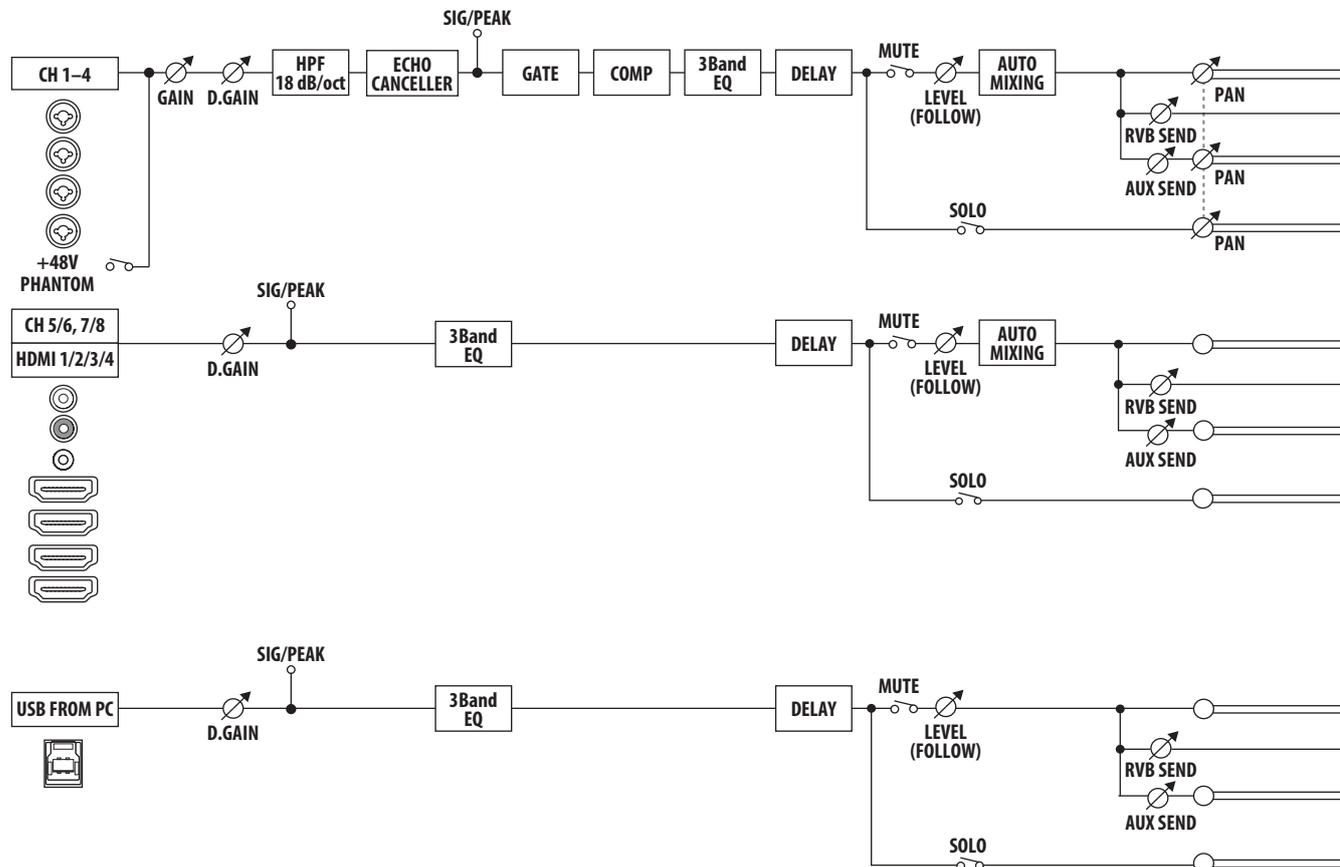 SIG/PEAK
CH 1–4
GAIN
D.GAIN
HPF
18 dB/oct
ECHO
CANCELLER
GATE
COMP
3Band
EQ
DELAY
MUTE
LEVEL
(FOLLOW)
AUTO
MIXING
PAN
RVB SEND
AUX SEND
PAN
SOLO
PAN
+48V
PHANTOM
SIG/PEAK
CH 5/6, 7/8
HDMI 1/2/3/4
D.GAIN
3Band
EQ
DELAY
MUTE
LEVEL
(FOLLOW)
AUTO
MIXING
RVB SEND
AUX SEND
SOLO
SIG/PEAK
USB FROM PC
D.GAIN
3Band
EQ
DELAY
MUTE
LEVEL
(FOLLOW)
RVB SEND
AUX SEND
SOLO